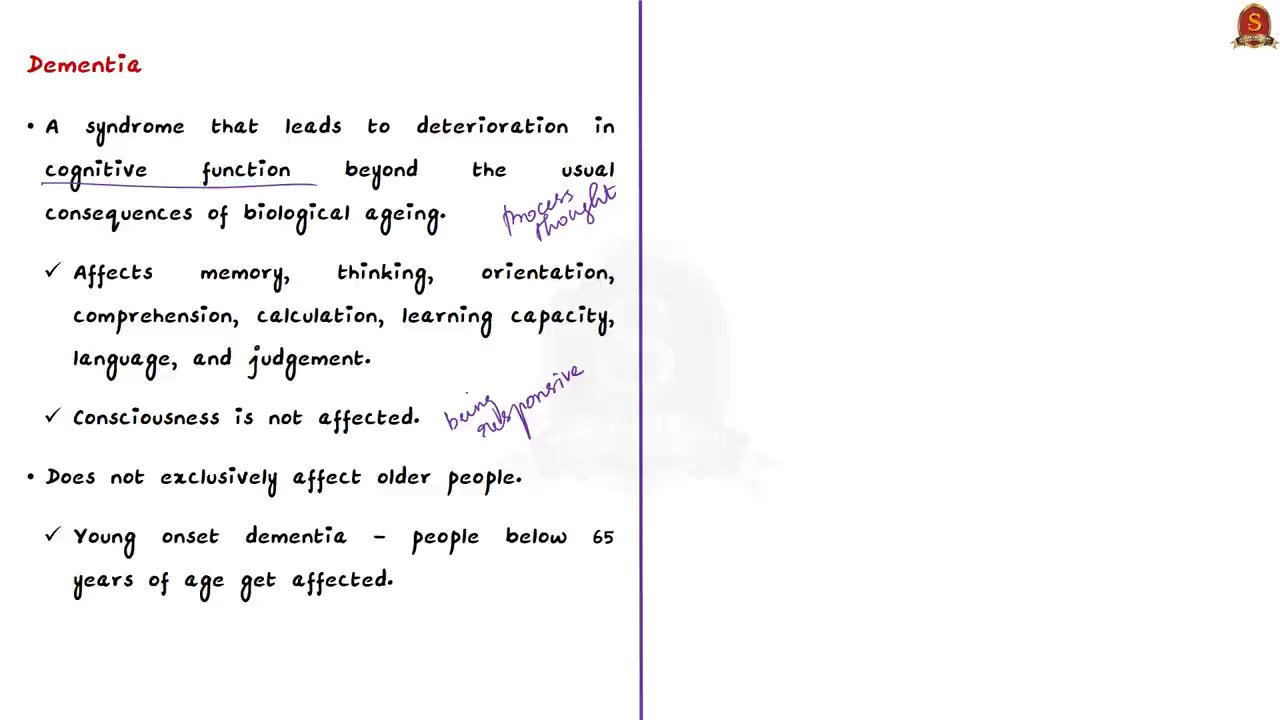 Dementia
• A syndrome that leads to deterioration in
cognitive function beyond the usual
consequences of biological ageing.
process
thought
✓ Affects memory, thinking, orientation,
comprehension, calculation, learning capacity,
language, and judgement.
✓ Consciousness is not affected.
being
responsive
• Does not exclusively affect older people.
✓ Young onset dementia – people below 65
years of age get affected.
S